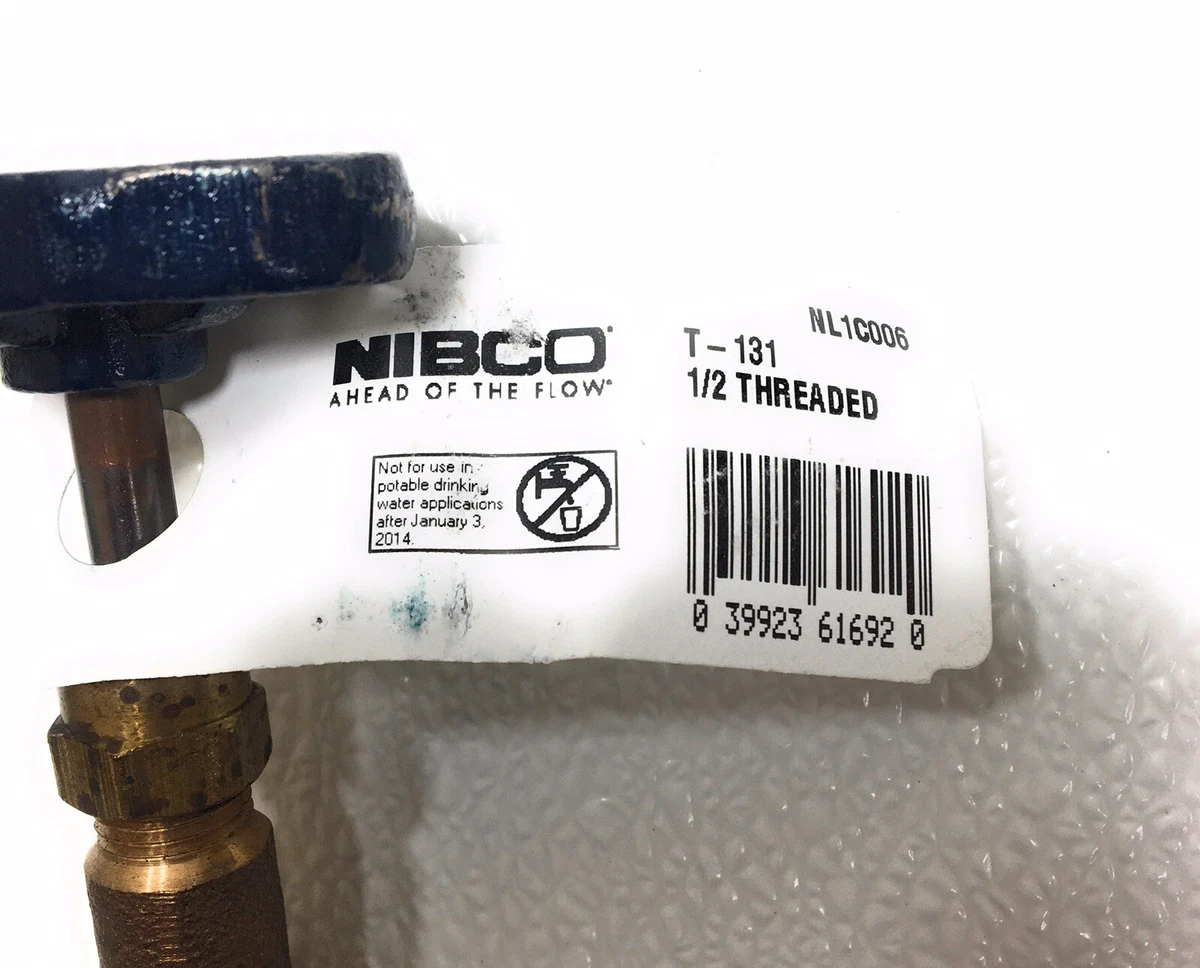 NIBCO®
AHEAD OF THE FLOW®
NL1C006
T-131
1/2 THREADED
Not for use in
potable drinking
water applications
after January 3,
2014.
0 39923 61692 0